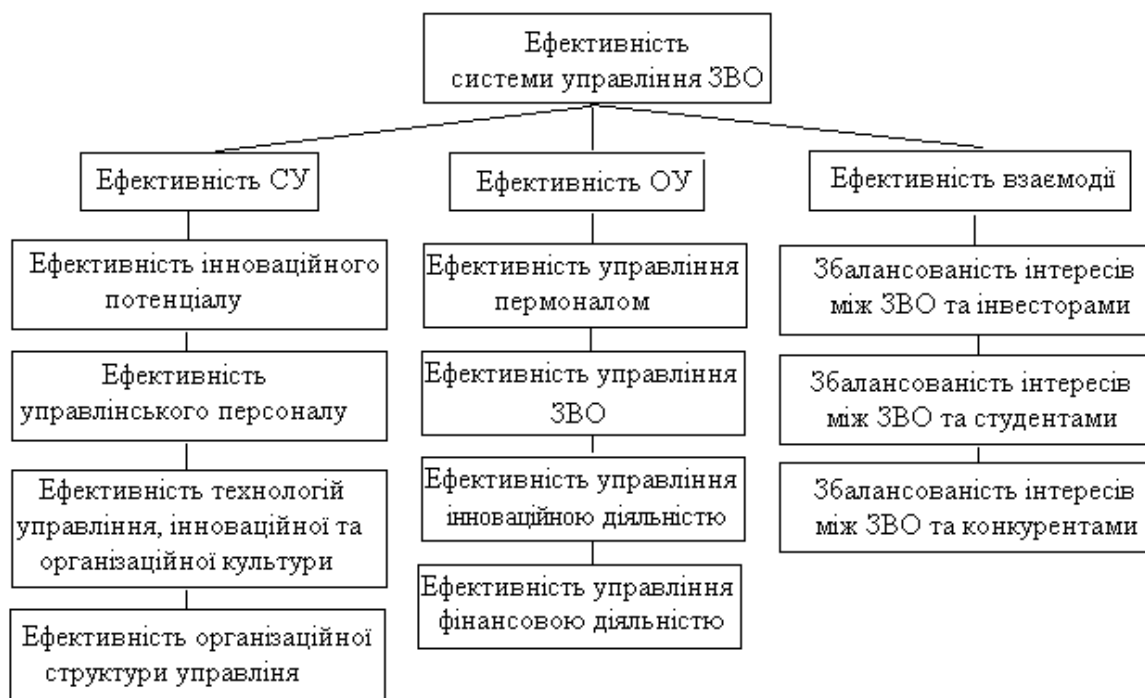 Ефективність
системи управління ЗВО
Ефективність СУ
Ефективність інноваційного
потенціалу
Ефективність
управлінського персоналу
Ефективність технологій
управління, інноваційної та
організаційної культури
Ефективність організаційної
структури управліня
Ефективність ОУ
Ефективність управління
пермоналом
Ефективність управління
ЗВО
Ефективність управління
інноваційною діяльністю
Ефективність управління
фінансовою діяльністю
Ефективність взаємодії
Збалансованість інтересів
між ЗВО та інвесторами
Збалансованість інтересів
між ЗВО та студентами
Збалансованість інтересів
між ЗВО та конкурентами